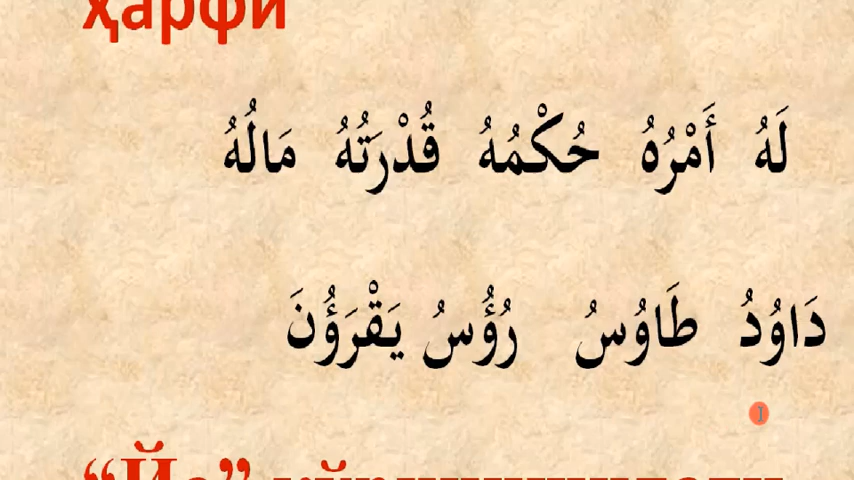 ҳарфи
لَهُ أَمْرُهُ حُكْمُهُ قُدْرَتُهُ مَالُهُ
دَاوُدُ طَاوُسُ رُؤُسُ يَقْرَؤُنَ